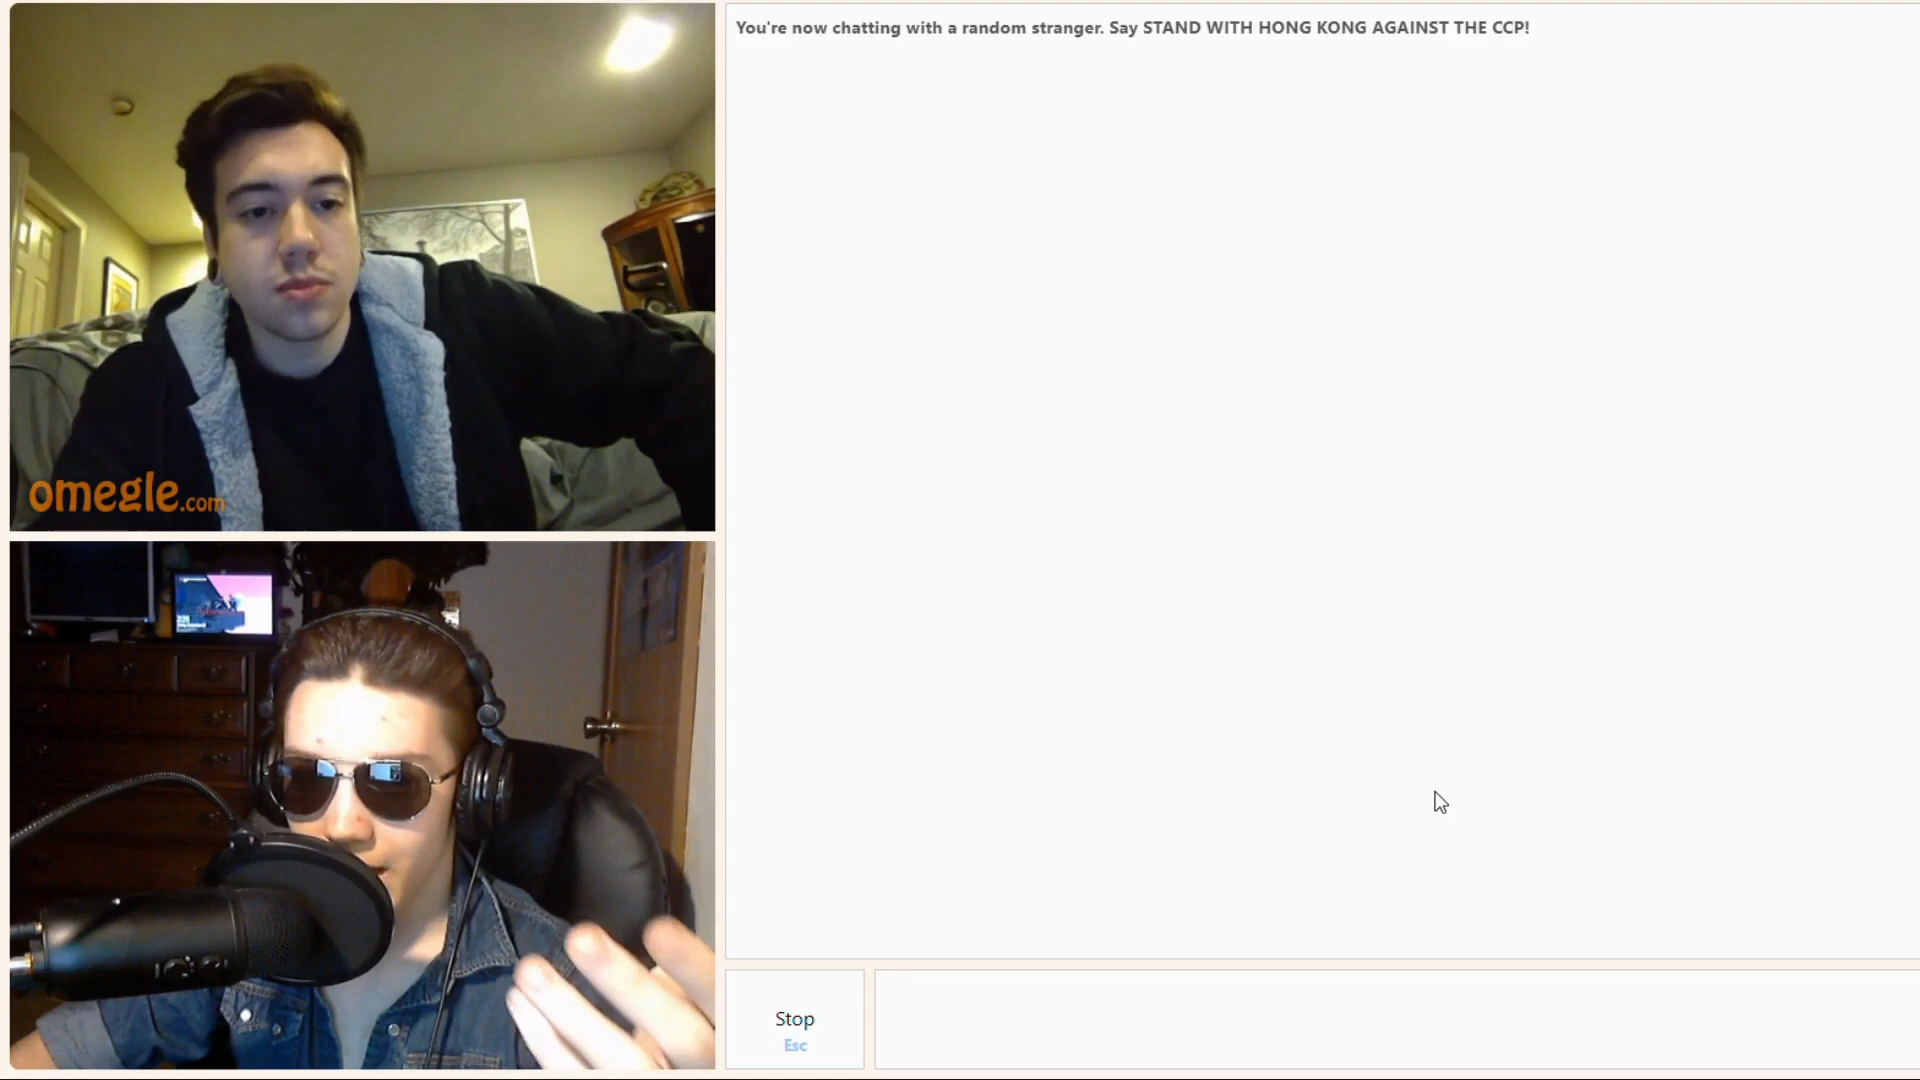 You're now chatting with a random stranger. Say STAND WITH HONG KONG AGAINST THE CCP!
omegle.com
Stop
Esc